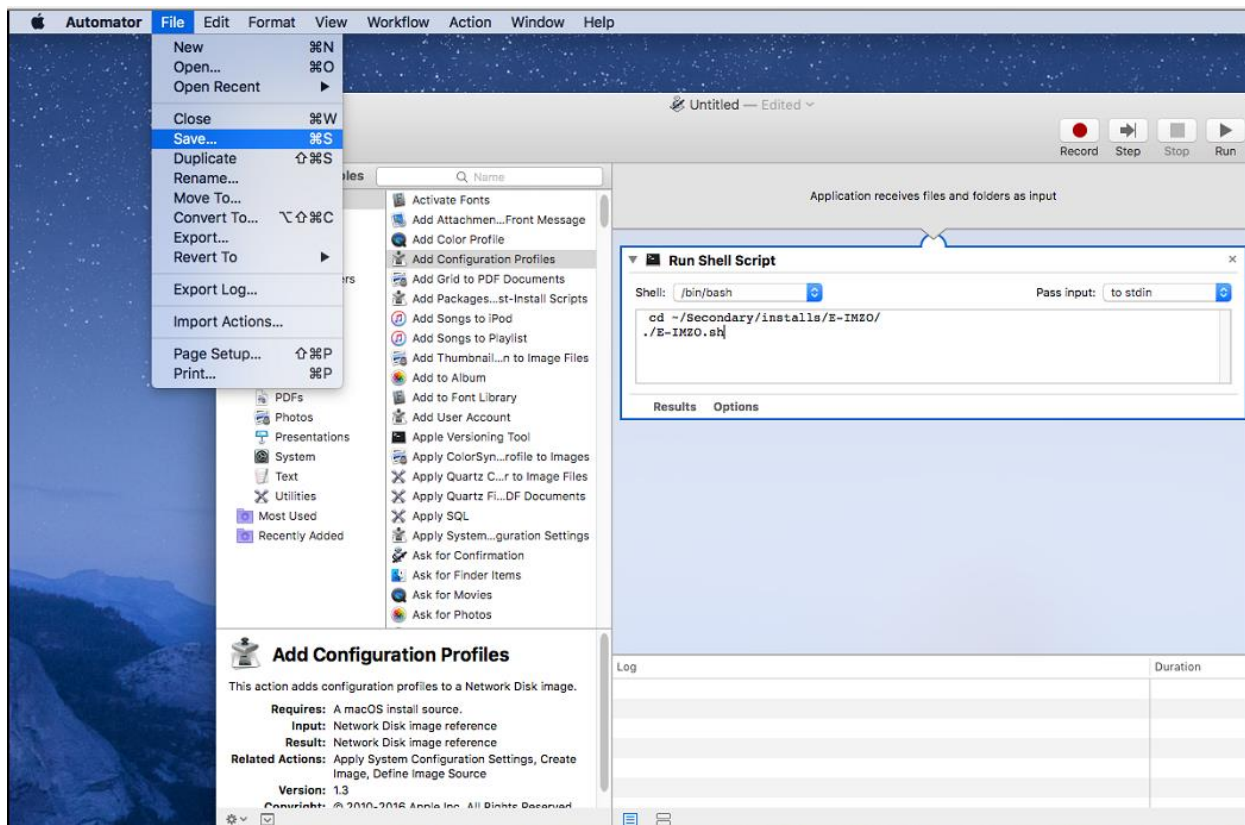 Automator File Edit Format View Workflow Action Window Help
New ⌘N
Open... ⌘O
Open Recent
Close ⌘W
Save... ⌘S
Duplicate ⇧⌘S
Rename...
Move To...
Convert To... ⌥⇧⌘C
Export...
Revert To
Export Log...
Import Actions...
Page Setup... ⇧⌘P
Print... ⌘P
Untitled — Edited
Record Step Stop Run
Name
PDFs
Photos
Presentations
System
Text
Utilities
Most Used
Recently Added
Activate Fonts
Add Attachmen...Front Message
Add Color Profile
Add Configuration Profiles
Add Grid to PDF Documents
Add Packages...st-Install Scripts
Add Songs to iPod
Add Songs to Playlist
Add Thumbnail...n to Image Files
Add to Album
Add to Font Library
Add User Account
Apple Versioning Tool
Apply ColorSyn...rofile to Images
Apply Quartz C...r to Image Files
Apply Quartz Fi...DF Documents
Apply SQL
Apply System...guration Settings
Ask for Confirmation
Ask for Finder Items
Ask for Movies
Ask for Photos
Application receives files and folders as input
Run Shell Script
Shell: /bin/bash Pass input: to stdin
cd ~/Secondary/installs/E-IMZO/
./E-IMZO.sh
Results Options
Add Configuration Profiles
This action adds configuration profiles to a Network Disk image.
Requires: A macOS install source.
Input: Network Disk image reference
Result: Network Disk image reference
Related Actions: Apply System Configuration Settings, Create
Image, Define Image Source
Version: 1.3
Copyright: © 2010-2016 Apple Inc. All Rights Reserved
Log Duration